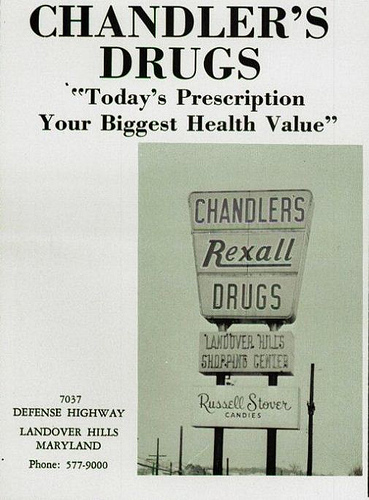 CHANDLER'S
DRUGS
"Today's Prescription
Your Biggest Health Value"
CHANDLER'S
Rexall
DRUGS
LANDOVER HILLS
SHOPPING CENTER
Russell Stover
CANDIES
7037
DEFENSE HIGHWAY
LANDOVER HILLS
MARYLAND
Phone: 577-9000